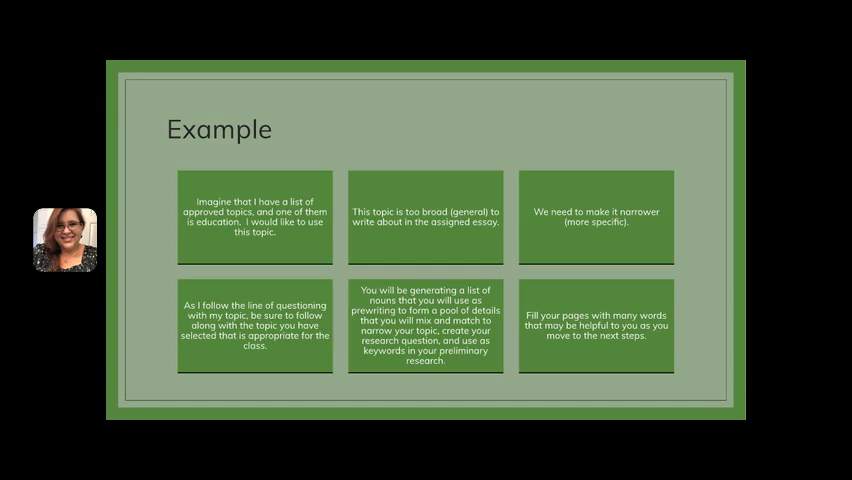 Example
Imagine that I have a list of
approved topics, and one of them
is education.  I would like to use
this topic.
This topic is too broad (general) to
write about in the assigned essay.
We need to make it narrower
(more specific).
As I follow the line of questioning
with my topic, be sure to follow
along with the topic you have
selected that is appropriate for the
class.
You will be generating a list of
nouns that you will use as
prewriting to form a pool of details
that you will mix and match to
narrow your topic, create your
research question, and use as
keywords in your preliminary
research.
Fill your pages with many words
that may be helpful to you as you
move to the next steps.